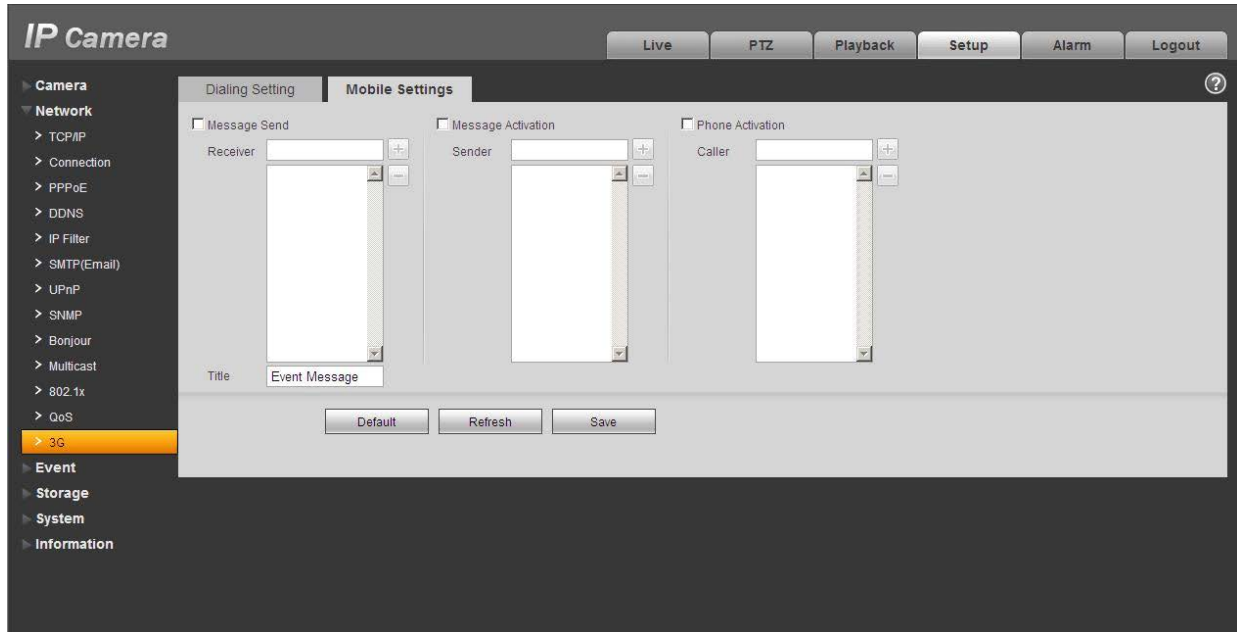 IP Camera
Live PTZ Playback Setup Alarm Logout
Camera
Network
> TCP/IP
> Connection
> PPPoE
> DDNS
> IP Filter
> SMTP(Email)
> UPnP
> SNMP
> Bonjour
> Multicast
> 802.1x
> QoS
> 3G
Event
Storage
System
Information
Dialing Setting Mobile Settings
?
Message Send Message Activation Phone Activation
Receiver + Sender + Caller +
- - -
Title Event Message
Default Refresh Save